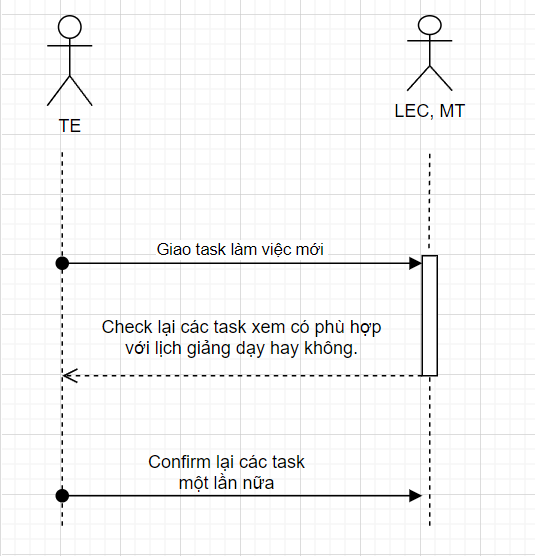 TE
LEC, MT
Giao task làm việc mới
Check lại các task xem có phù hợp
với lịch giảng dạy hay không.
Confirm lại các task
một lần nữa